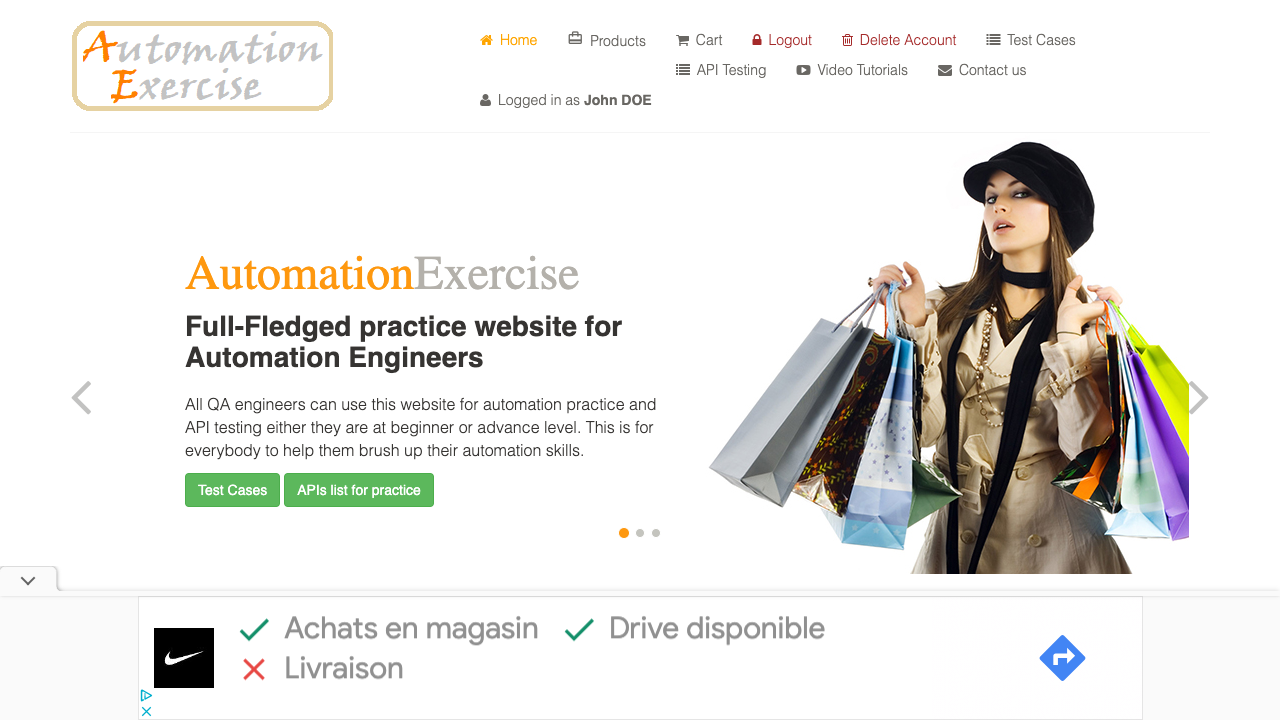 Automation
Exercise
Home
Products
Cart
Logout
Delete Account
Test Cases
API Testing
Video Tutorials
Contact us
Logged in as John DOE
AutomationExercise
Full-Fledged practice website for
Automation Engineers
All QA engineers can use this website for automation practice and
API testing either they are at beginner or advance level. This is for
everybody to help them brush up their automation skills.
Test Cases
APIs list for practice
Achats en magasin
Drive disponible
Livraison